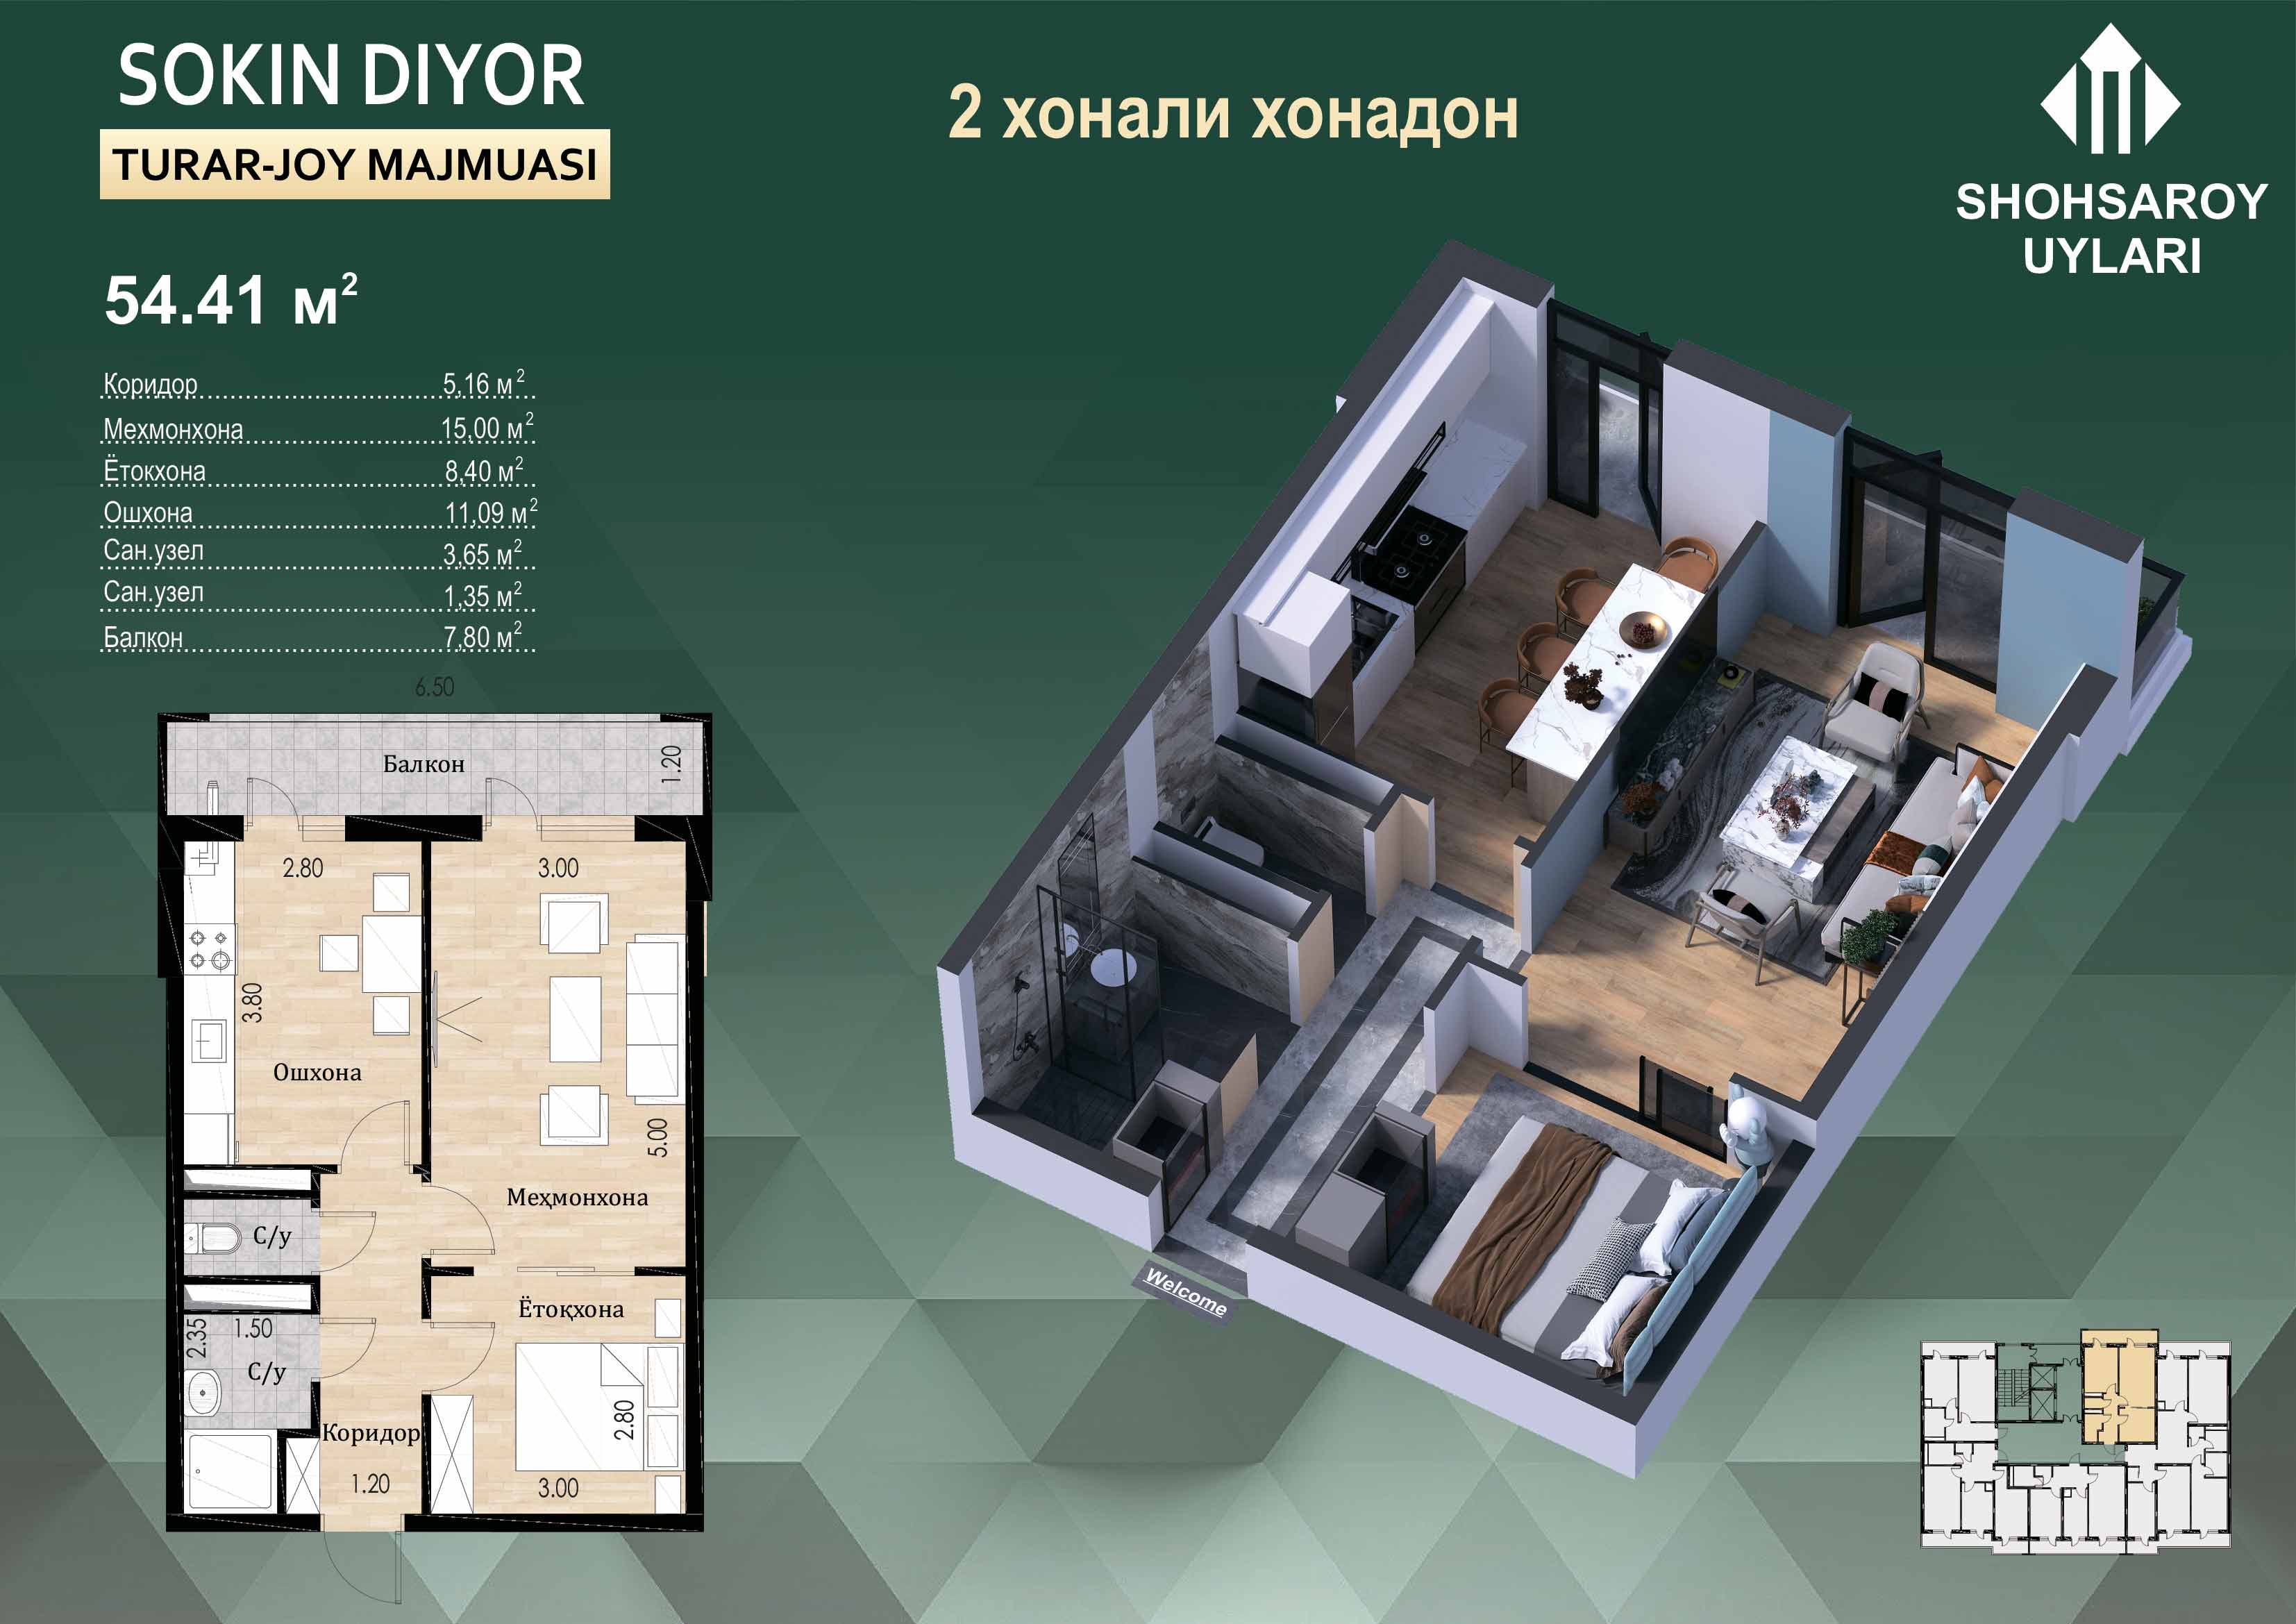 SOKIN DIYOR
TURAR-JOY MAJMUASI
2 хонали хонадон
SHOHSAROY
UYLARI
54.41 м²
Коридор 5,16 м²
Мехмонхона 15,00 м²
Ётокхона 8,40 м²
Ошхона 11,09 м²
Сан.узел 3,65 м²
Сан.узел 1,35 м²
Балкон 7,80 м²
6.50
Балкон
1.20
2.80
3.00
3.80
Ошхона
5.00
Меҳмонхона
С/у
Ётоқхона
2.35
1.50
С/у
2.80
Коридор
1.20
3.00
Welcome